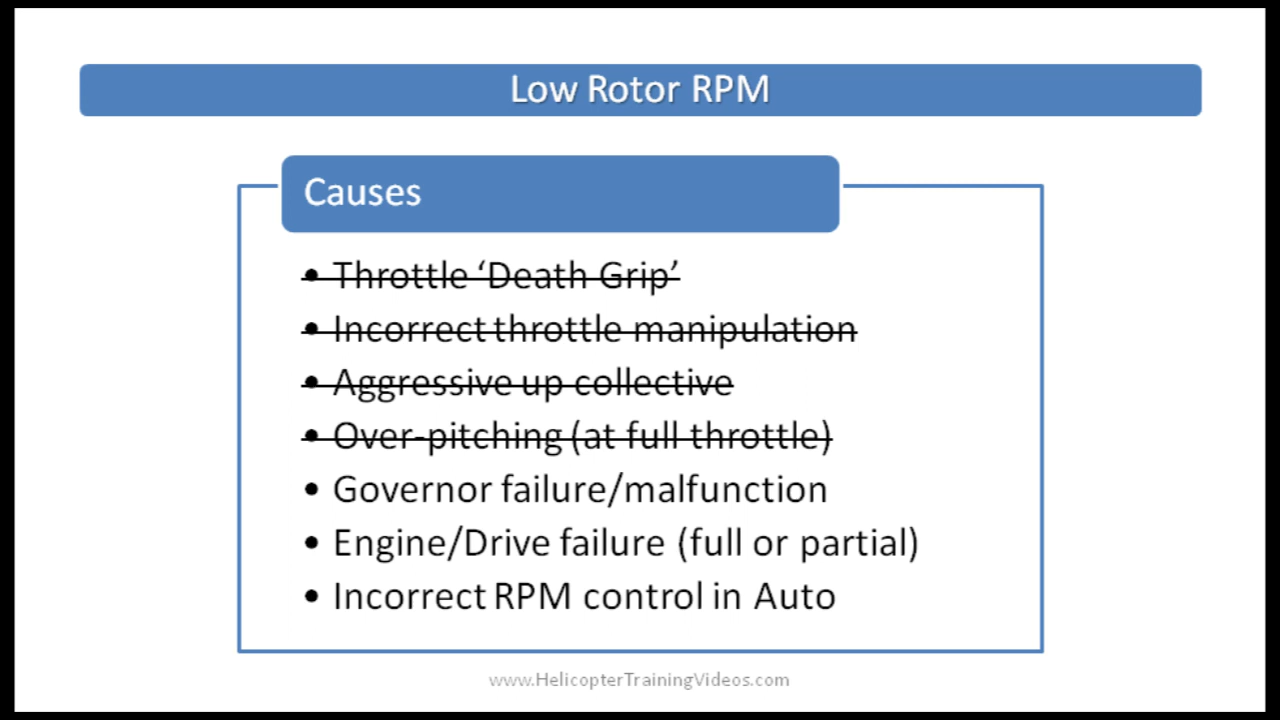 Low Rotor RPM
Causes
• Throttle ‘Death Grip’
• Incorrect throttle manipulation
• Aggressive up collective
• Over-pitching (at full throttle)
• Governor failure/malfunction
• Engine/Drive failure (full or partial)
• Incorrect RPM control in Auto
www.HelicopterTrainingVideos.com